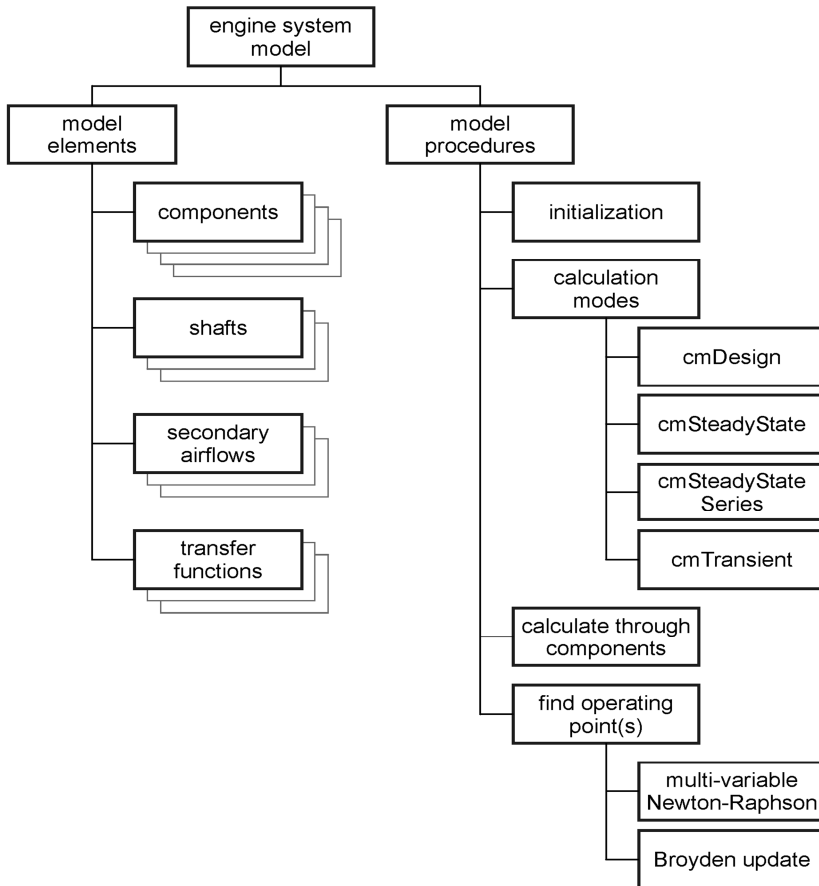 engine system
model
model
elements
components
shafts
secondary
airflows
transfer
functions
model
procedures
initialization
calculation
modes
cmDesign
cmSteadyState
cmSteadyState
Series
cmTransient
calculate through
components
find operating
point(s)
multi-variable
Newton-Raphson
Broyden update